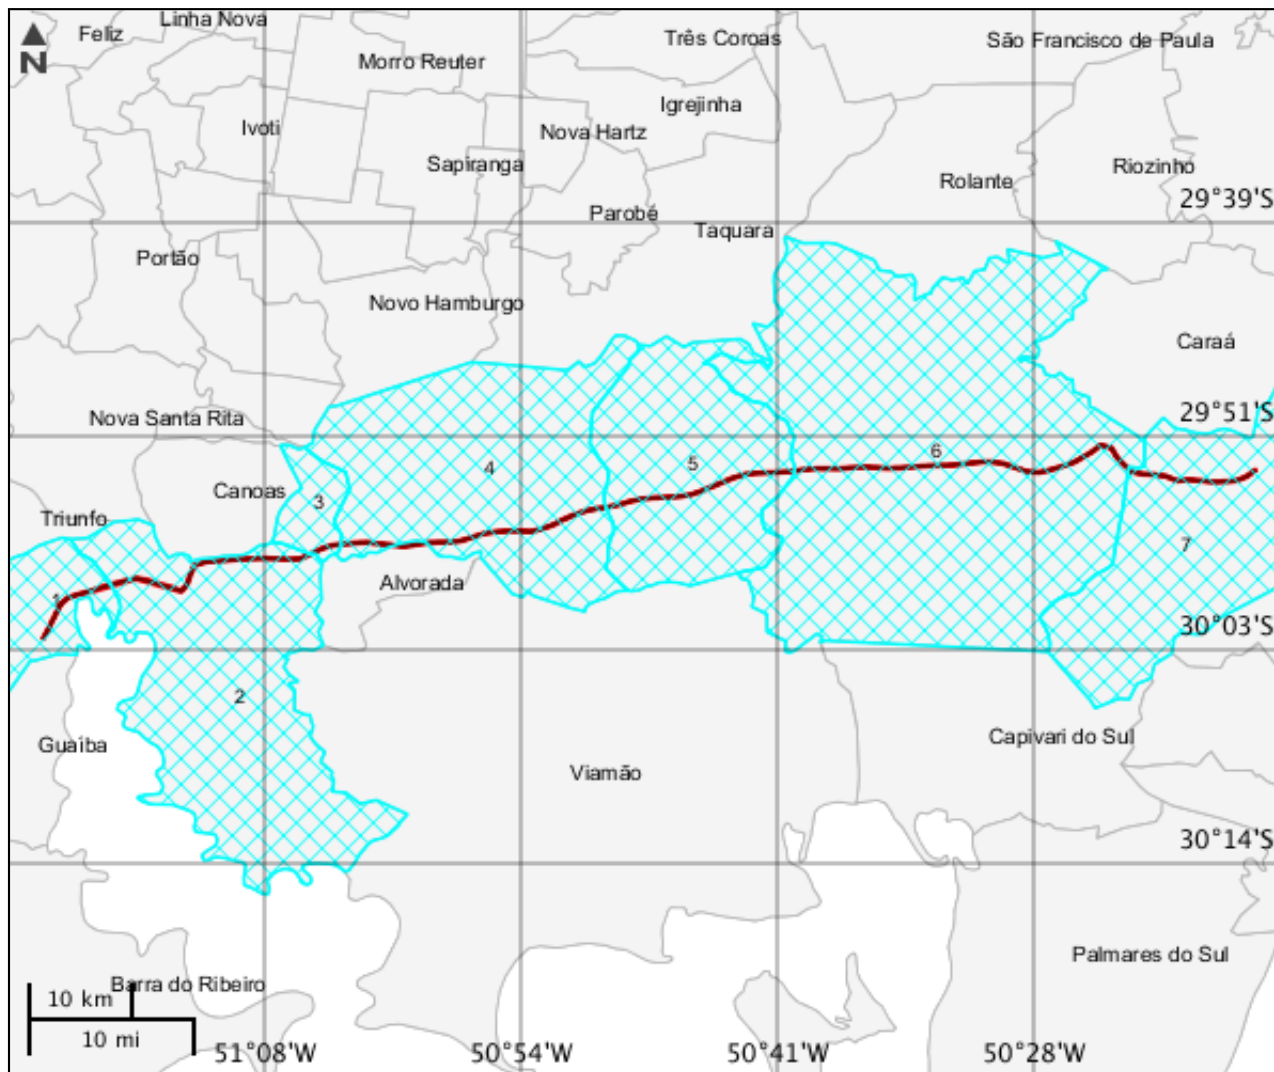 Linha Nova
Feliz
Três Coroas
São Francisco de Paula
N
Morro Reuter
Igrejinha
Ivoti
Nova Hartz
Sapiranga
Riozinho
Rolante
29°39'S
Parobé
Taquara
Portão
Novo Hamburgo
Caraá
29°51'S
Nova Santa Rita
6
5
4
Canoas
3
Triunfo
7
Alvorada
1
30°03'S
2
Guaíba
Capivari do Sul
Viamão
30°14'S
Palmares do Sul
Barra do Ribeiro
10 km
10 mi
51°08'W
50°54'W
50°41'W
50°28'W